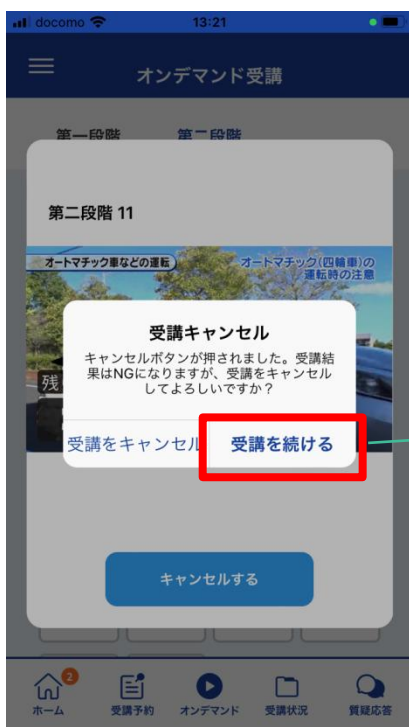 docomo 13:21
オンデマンド受講
第一段階 第二段階
第二段階 11
オートマチック車などの運転
オートマチック(四輪車)の
運転時の注意
残
受講キャンセル
キャンセルボタンが押されました。受講結
果はNGになりますが、受講をキャンセル
してよろしいですか？
受講をキャンセル 受講を続ける
キャンセルする
2
ホーム 受講予約 オンデマンド 受講状況 質疑応答